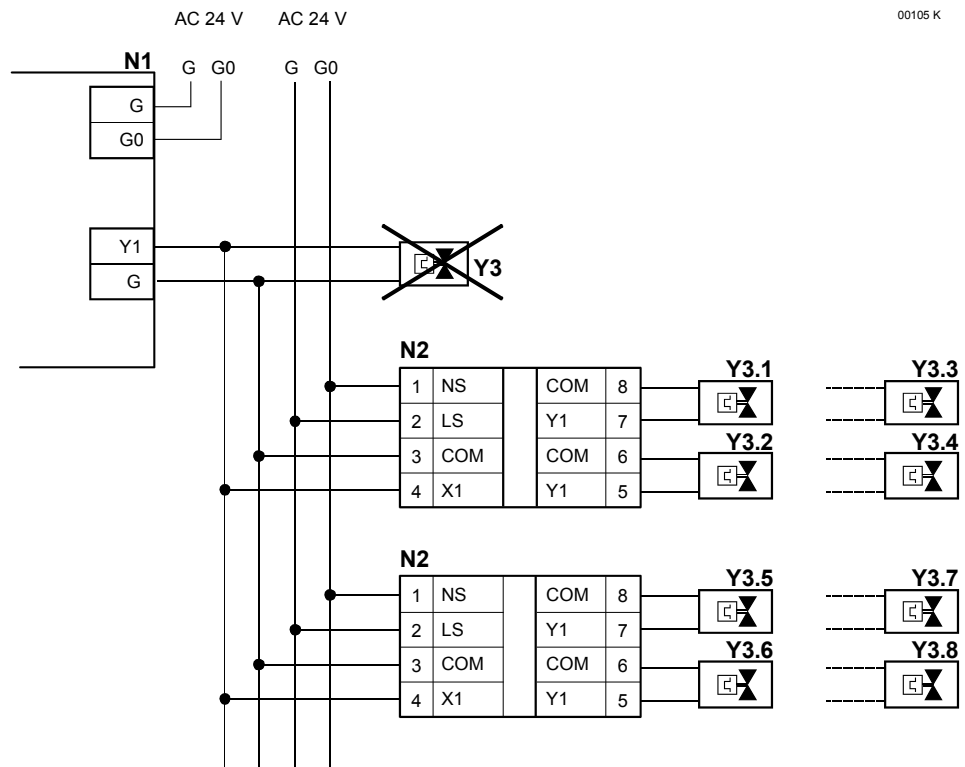 AC 24 V AC 24 V 00105 K
N1 G G0 G G0
G
G0
Y1
G
Y3
N2
1 NS COM 8
2 LS Y1 7
3 COM COM 6
4 X1 Y1 5
Y3.1 Y3.3
Y3.2 Y3.4
N2
1 NS COM 8
2 LS Y1 7
3 COM COM 6
4 X1 Y1 5
Y3.5 Y3.7
Y3.6 Y3.8